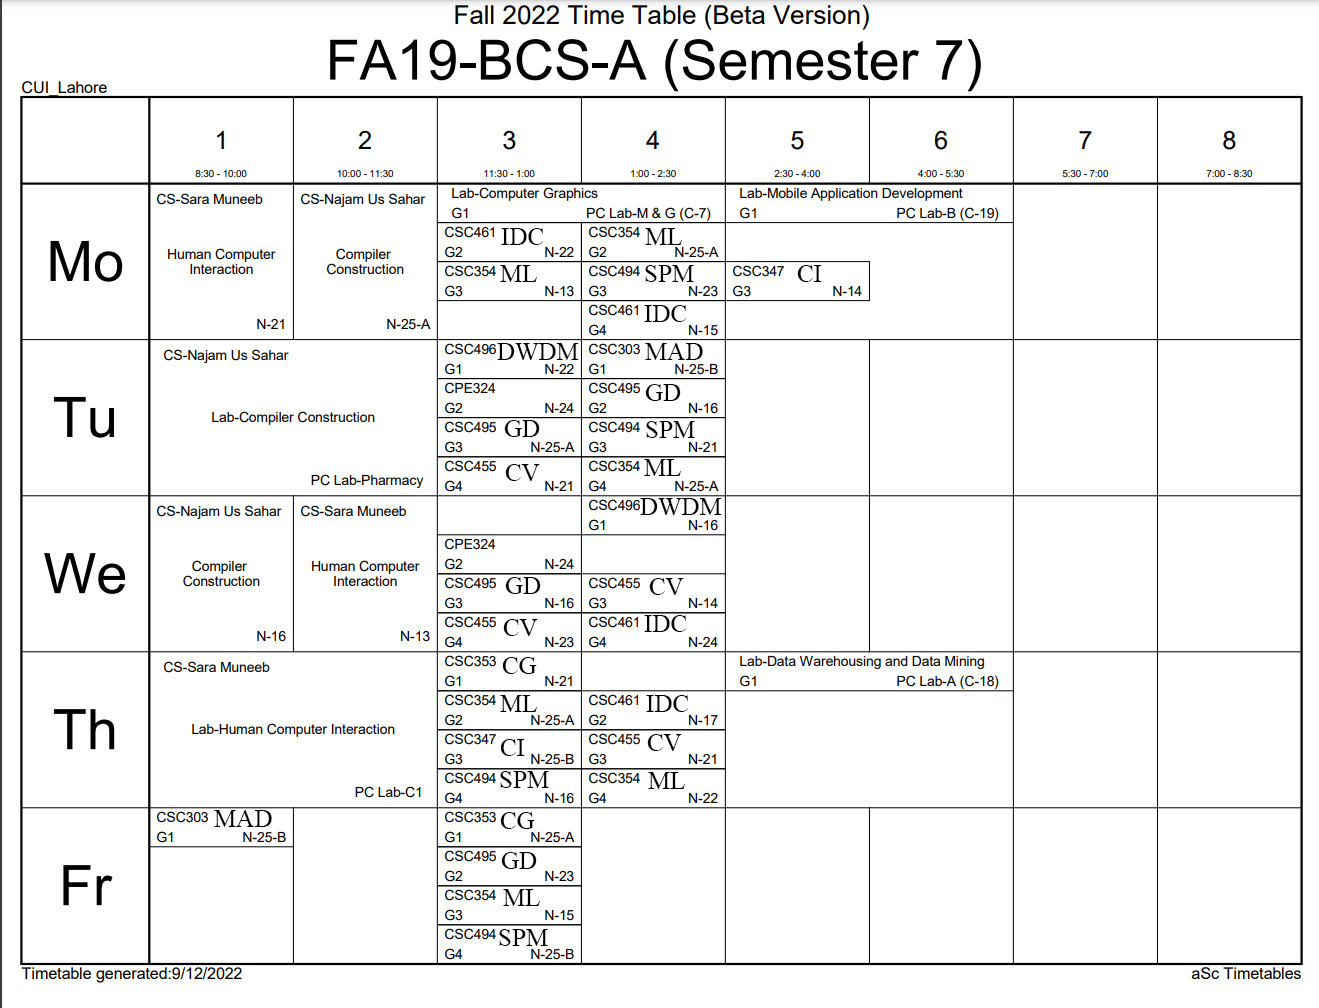 Fall 2022 Time Table (Beta Version)
FA19-BCS-A (Semester 7)
CUI_Lahore
1 2 3 4 5 6 7 8
8:30 - 10:00 10:00 - 11:30 11:30 - 1:00 1:00 - 2:30 2:30 - 4:00 4:00 - 5:30 5:30 - 7:00 7:00 - 8:30
Mo
CS-Sara Muneeb
Human Computer
Interaction
N-21
CS-Najam Us Sahar
Compiler
Construction
N-25-A
Lab-Computer Graphics
G1 PC Lab-M & G (C-7)
Lab-Mobile Application Development
G1 PC Lab-B (C-19)
CSC461 IDC
G2 N-22
CSC354 ML
G2 N-25-A
CSC354 ML
G3 N-13
CSC494 SPM
G3 N-23
CSC347 CI
G3 N-14
CSC461 IDC
G4 N-15
Tu
CS-Najam Us Sahar
Lab-Compiler Construction
PC Lab-Pharmacy
CSC496 DWDM
G1 N-22
CSC303 MAD
G1 N-25-B
CPE324
G2 N-24
CSC495 GD
G2 N-16
CSC495 GD
G3 N-25-A
CSC494 SPM
G3 N-21
CSC455 CV
G4 N-21
CSC354 ML
G4 N-25-A
We
CS-Najam Us Sahar
Compiler
Construction
N-16
CS-Sara Muneeb
Human Computer
Interaction
N-13
CSC496 DWDM
G1 N-16
CPE324
G2 N-24
CSC495 GD
G3 N-16
CSC455 CV
G3 N-14
CSC455 CV
G4 N-23
CSC461 IDC
G4 N-24
Th
CS-Sara Muneeb
Lab-Human Computer Interaction
PC Lab-C1
CSC353 CG
G1 N-21
Lab-Data Warehousing and Data Mining
G1 PC Lab-A (C-18)
CSC354 ML
G2 N-25-A
CSC461 IDC
G2 N-17
CSC347 CI
G3 N-25-B
CSC455 CV
G3 N-21
CSC494 SPM
G4 N-16
CSC354 ML
G4 N-22
Fr
CSC303 MAD
G1 N-25-B
CSC353 CG
G1 N-25-A
CSC495 GD
G2 N-23
CSC354 ML
G3 N-15
CSC494 SPM
G4 N-25-B
Timetable generated:9/12/2022
aSc Timetables